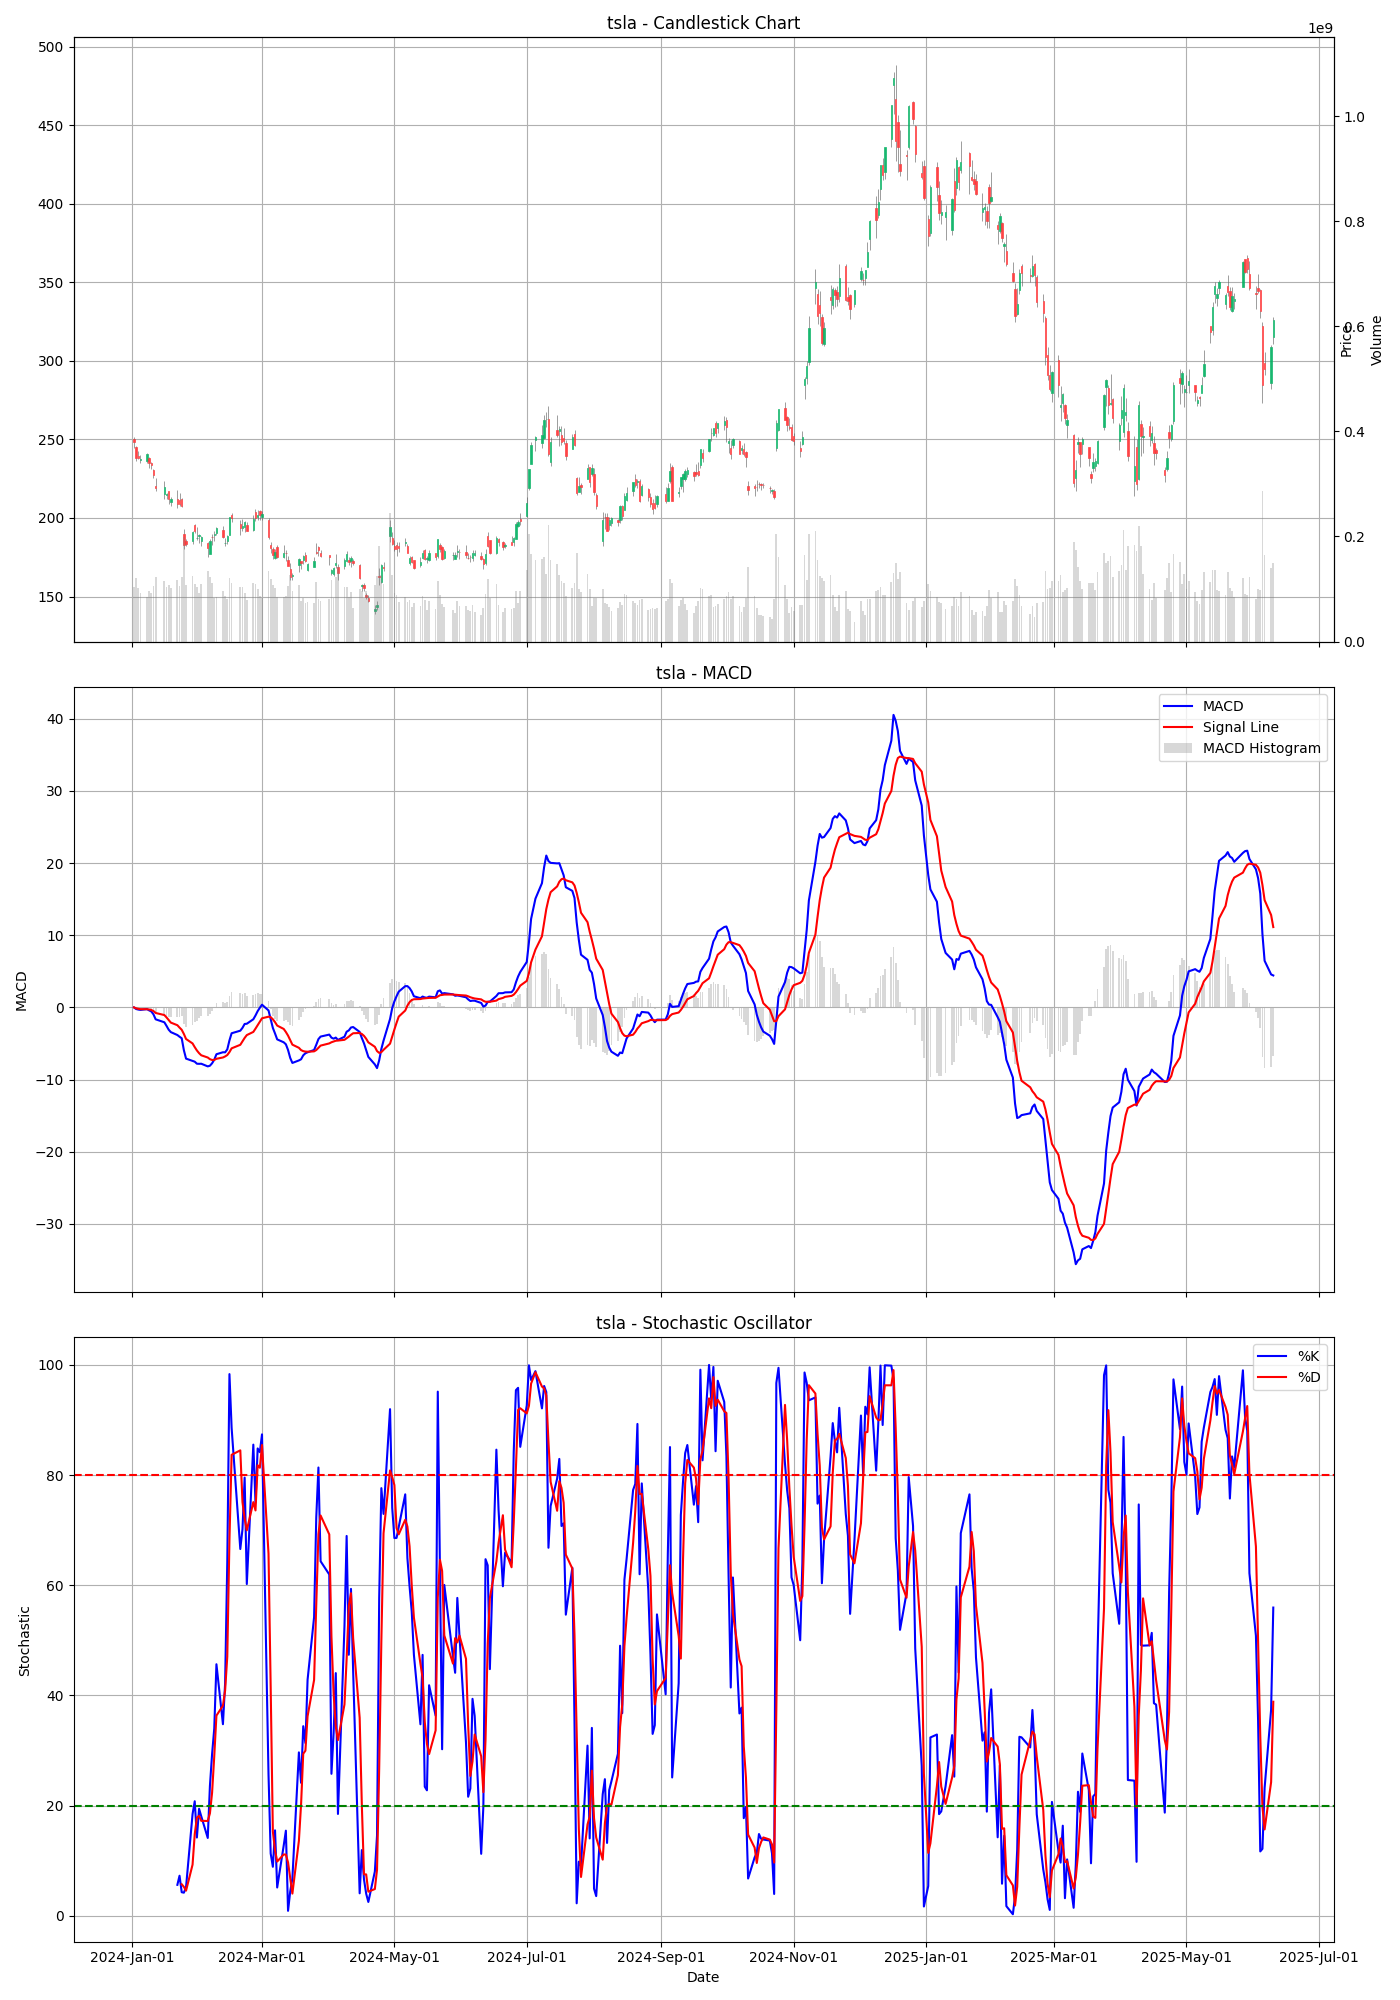 tsla - Candlestick Chart
1e9
500
450
400
350
300
250
200
150
1.0
0.8
0.6
0.4
0.2
0.0
Price
Volume
tsla - MACD
MACD
Signal Line
MACD Histogram
40
30
20
10
0
−10
−20
−30
MACD
tsla - Stochastic Oscillator
%K
%D
100
80
60
40
20
0
Stochastic
2024-Jan-01
2024-Mar-01
2024-May-01
2024-Jul-01
2024-Sep-01
2024-Nov-01
2025-Jan-01
2025-Mar-01
2025-May-01
2025-Jul-01
Date